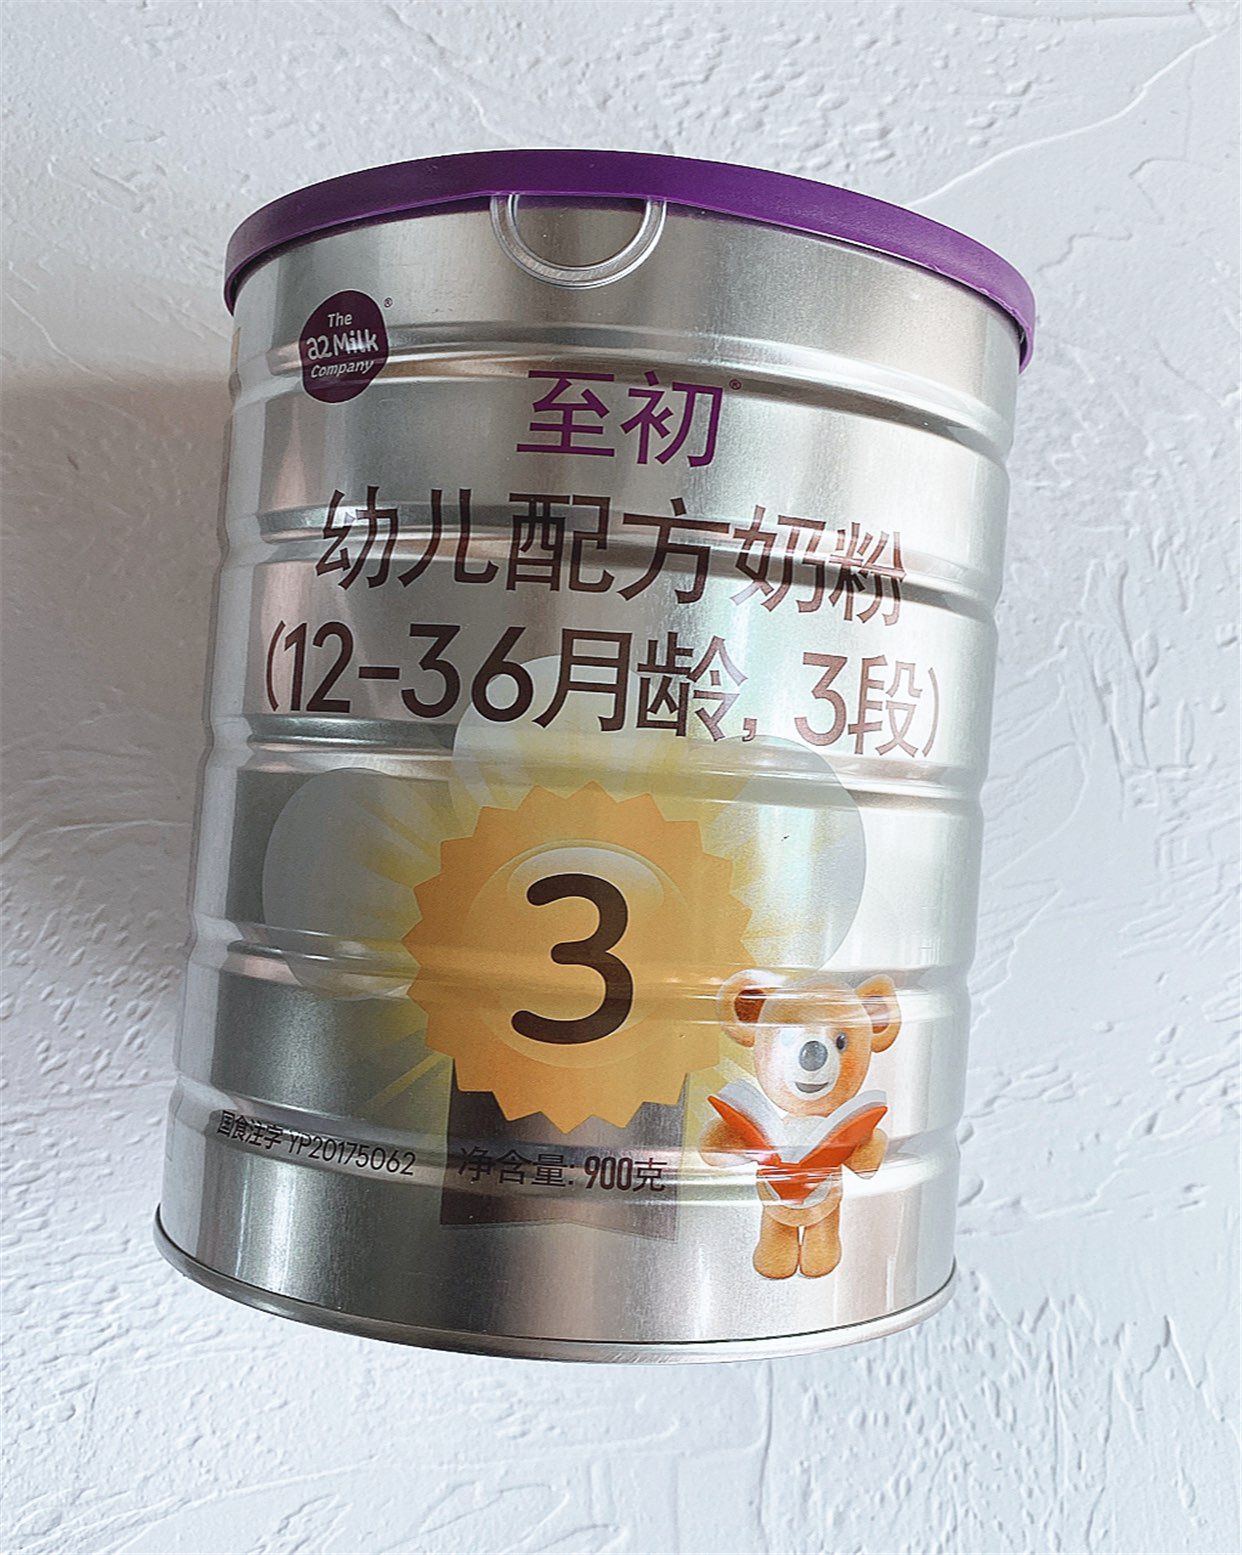 The
a2 Milk
Company
®
至初®
幼儿配方奶粉
(12-36月龄, 3段)
3
国食注字 YP20175062
净含量: 900克